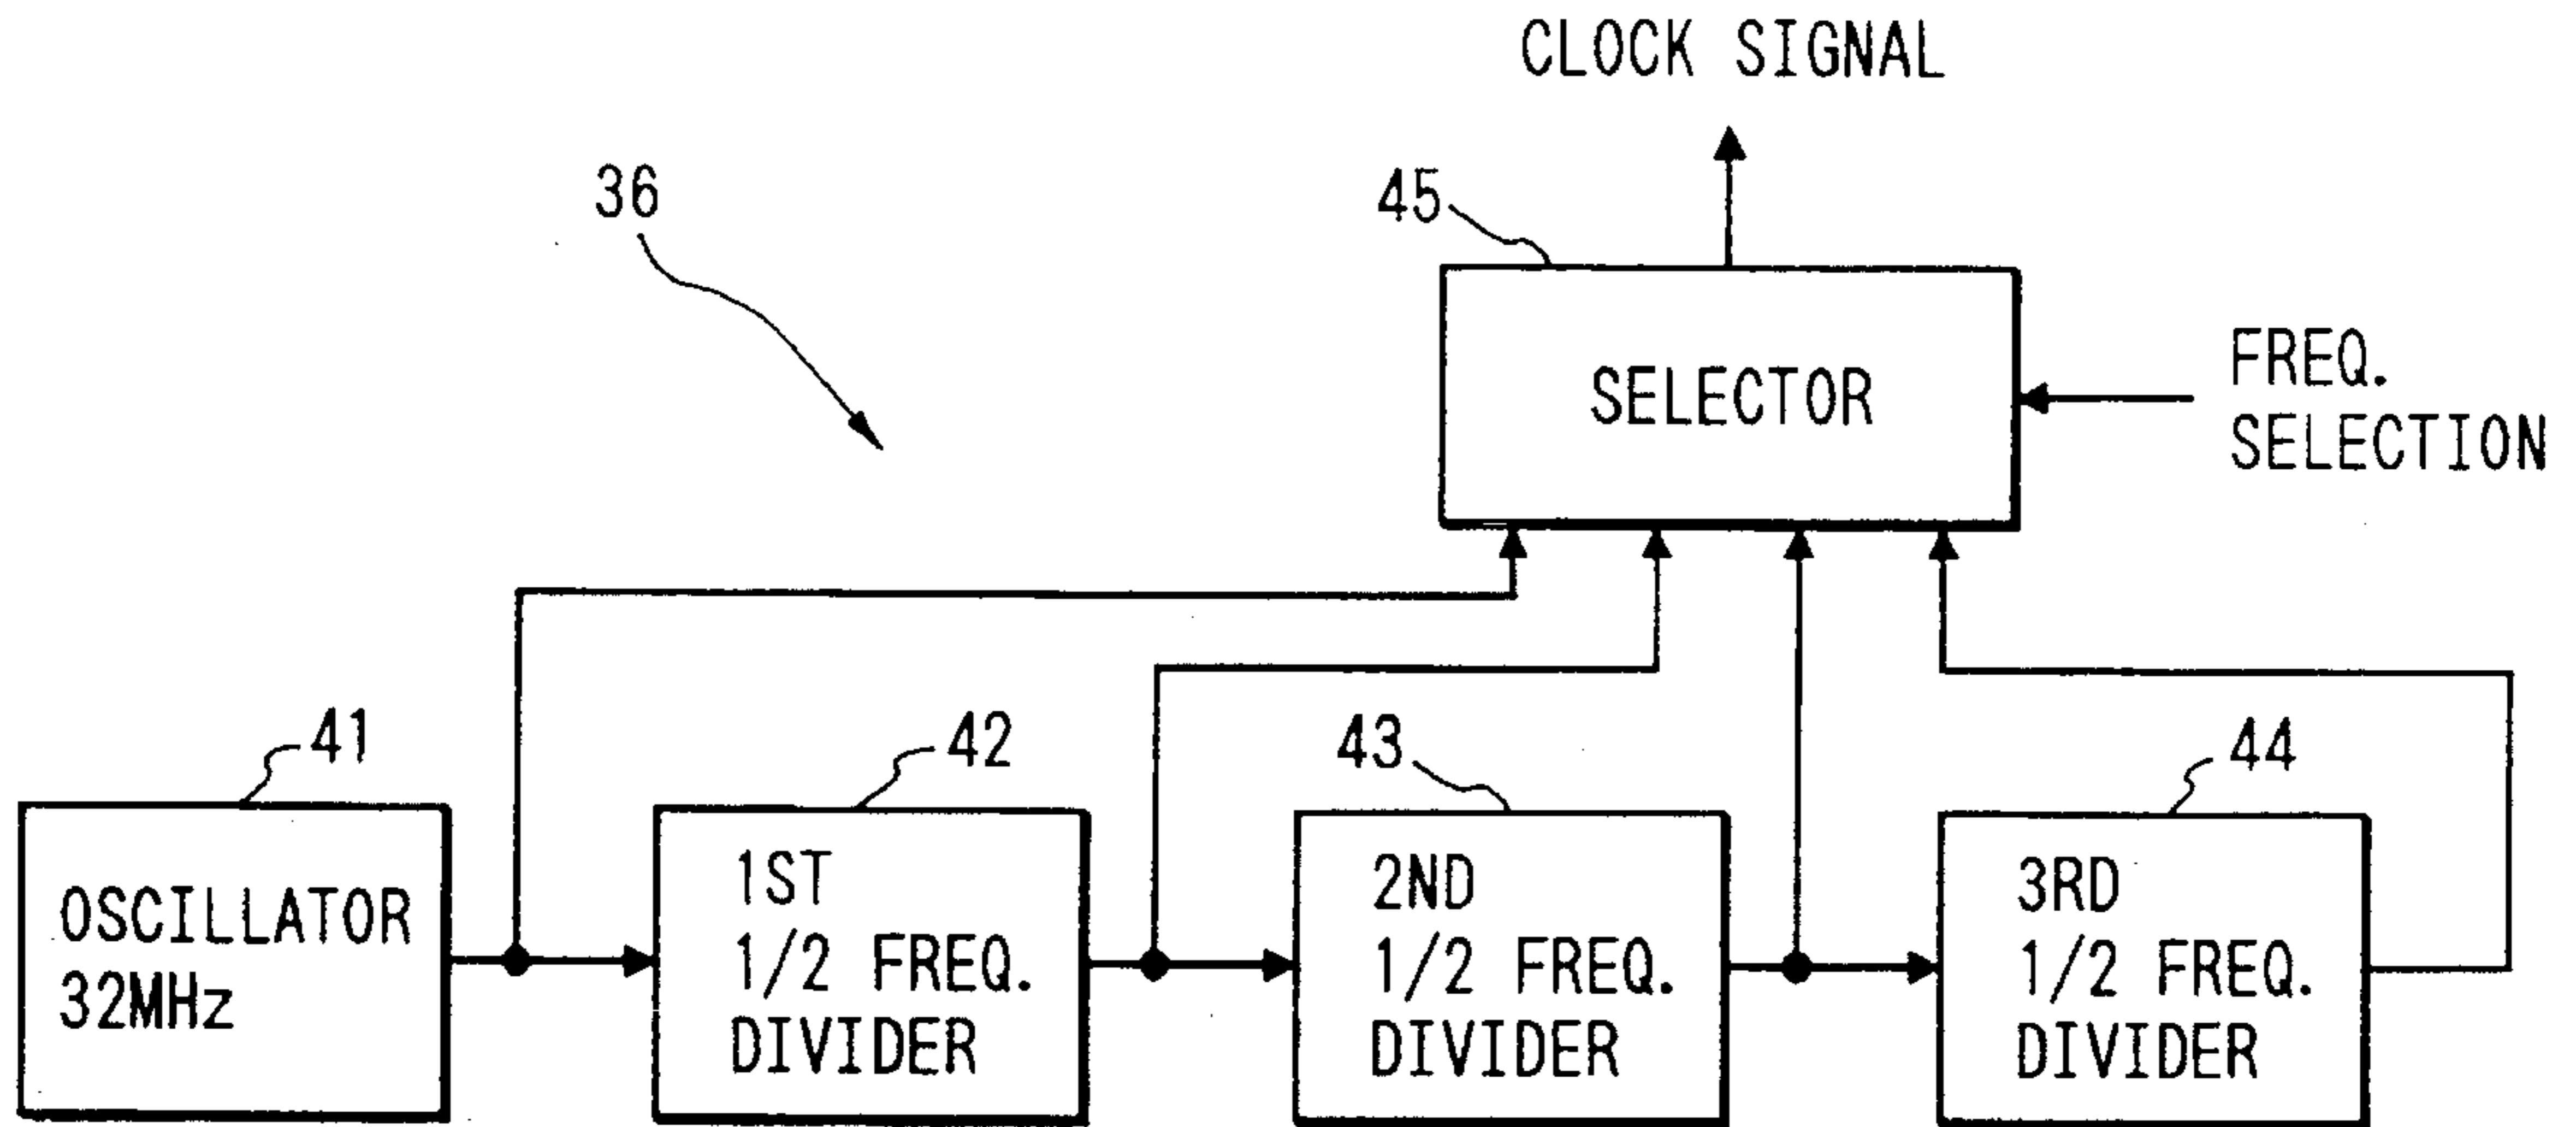 CLOCK SIGNAL
36
45
SELECTOR
FREQ.
SELECTION
41
42
43
44
OSCILLATOR
32MHz
1ST
1/2 FREQ.
DIVIDER
2ND
1/2 FREQ.
DIVIDER
3RD
1/2 FREQ.
DIVIDER